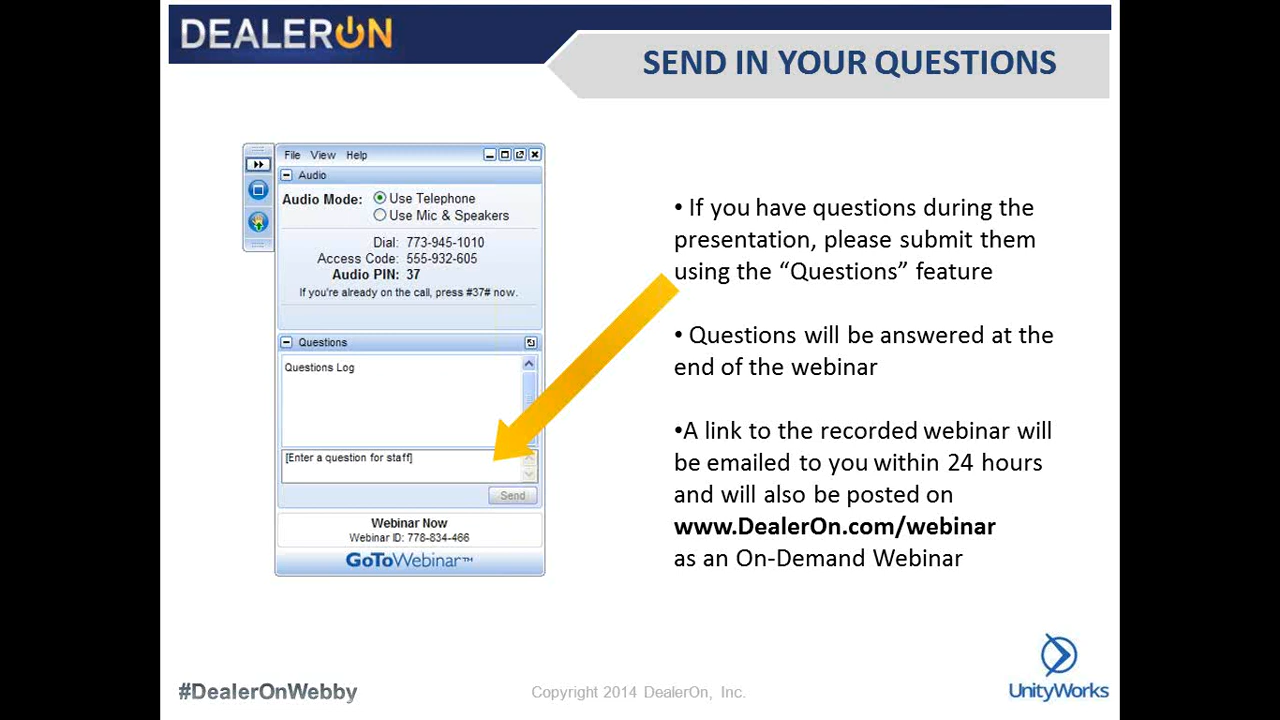 DEALERON
SEND IN YOUR QUESTIONS
File View Help
Audio
Audio Mode: Use Telephone
Use Mic & Speakers
Dial: 773-945-1010
Access Code: 555-932-605
Audio PIN: 37
If you're already on the call, press #37# now.
Questions
Questions Log
[Enter a question for staff]
Send
Webinar Now
Webinar ID: 778-834-466
GoToWebinar™
• If you have questions during the
presentation, please submit them
using the “Questions” feature
• Questions will be answered at the
end of the webinar
•A link to the recorded webinar will
be emailed to you within 24 hours
and will also be posted on
www.DealerOn.com/webinar
as an On-Demand Webinar
#DealerOnWebby
Copyright 2014 DealerOn, Inc.
UnityWorks